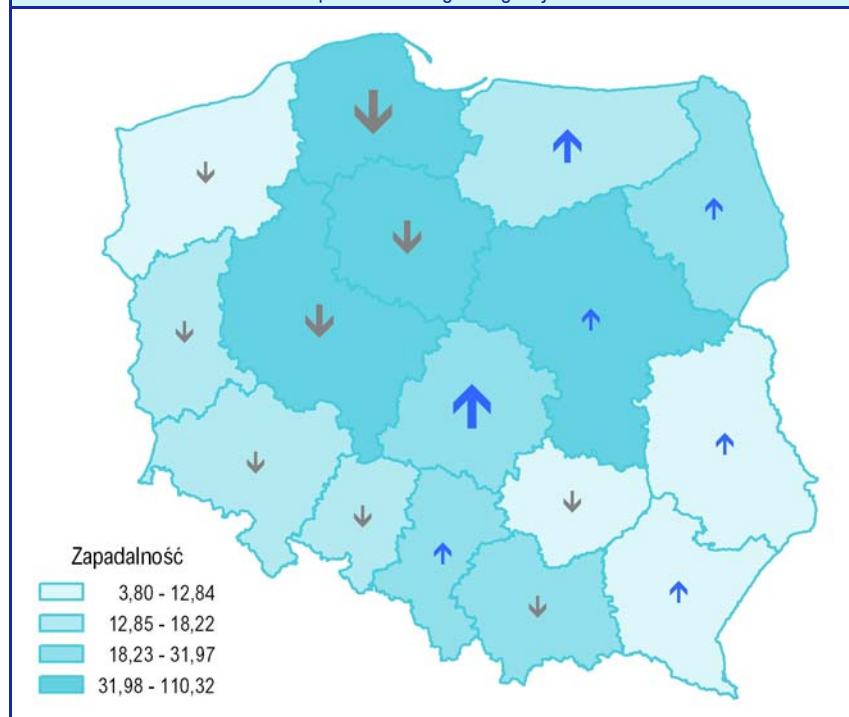 Zapadalność
3,80 - 12,84
12,85 - 18,22
18,23 - 31,97
31,98 - 110,32